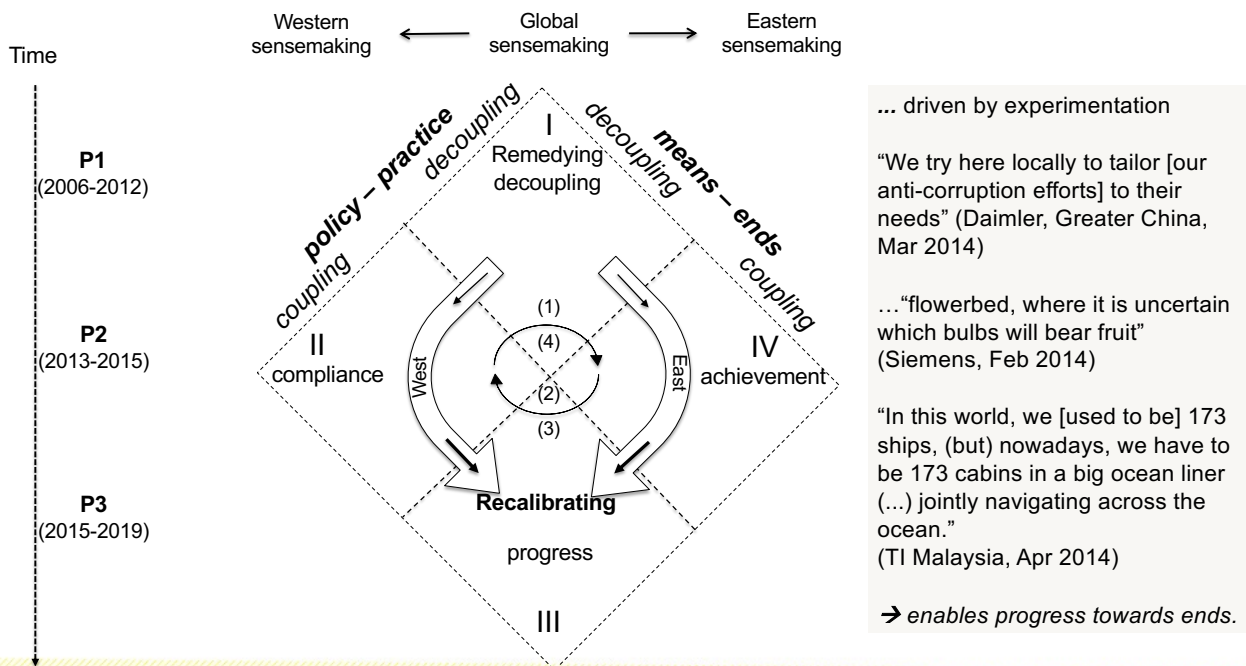 Western
sensemaking
Global
sensemaking
Eastern
sensemaking
Time
policy – practice
decoupling
coupling
decoupling
means – ends
coupling
P1
(2006-2012)
I
Remedying
decoupling
P2
(2013-2015)
II
compliance
West
(1)
(4)
(2)
(3)
East
IV
achievement
P3
(2015-2019)
Recalibrating
progress
III
... driven by experimentation
“We try here locally to tailor [our
anti-corruption efforts] to their
needs” (Daimler, Greater China,
Mar 2014)
…“flowerbed, where it is uncertain
which bulbs will bear fruit”
(Siemens, Feb 2014)
“In this world, we [used to be] 173
ships, (but) nowadays, we have to
be 173 cabins in a big ocean liner
(...) jointly navigating across the
ocean.”
(TI Malaysia, Apr 2014)
→ enables progress towards ends.